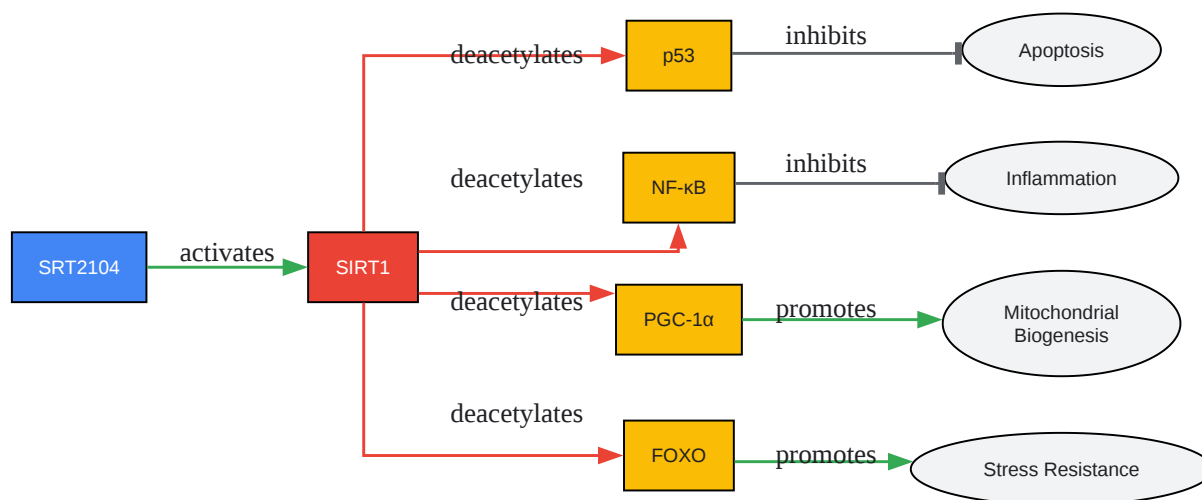 deacetylates
p53
inhibits
Apoptosis
deacetylates
NF-κB
inhibits
Inflammation
SRT2104
activates
SIRT1
deacetylates
PGC-1α
promotes
Mitochondrial
Biogenesis
deacetylates
FOXO
promotes
Stress Resistance